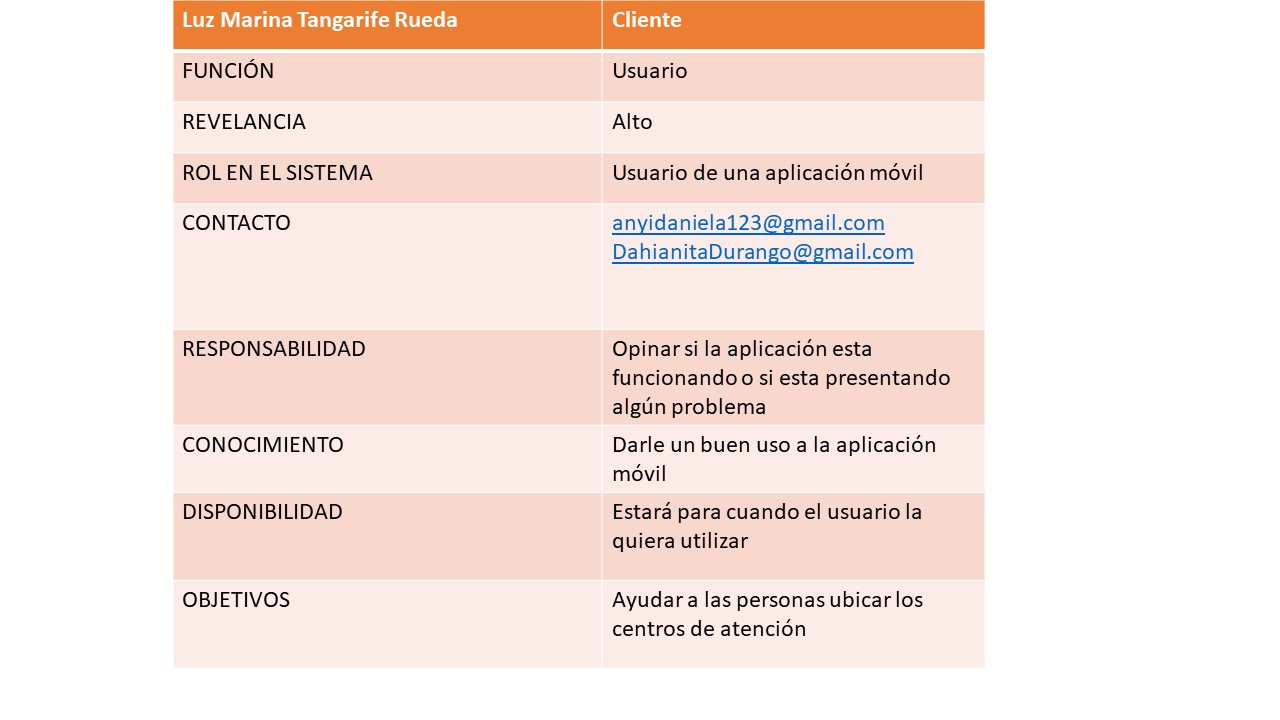 Luz Marina Tangarife Rueda Cliente
FUNCIÓN Usuario
REVELANCIA Alto
ROL EN EL SISTEMA Usuario de una aplicación móvil
CONTACTO anyidaniela123@gmail.com
DahianitaDurango@gmail.com
RESPONSABILIDAD Opinar si la aplicación esta
funcionando o si esta presentando
algún problema
CONOCIMIENTO Darle un buen uso a la aplicación
móvil
DISPONIBILIDAD Estará para cuando el usuario la
quiera utilizar
OBJETIVOS Ayudar a las personas ubicar los
centros de atención